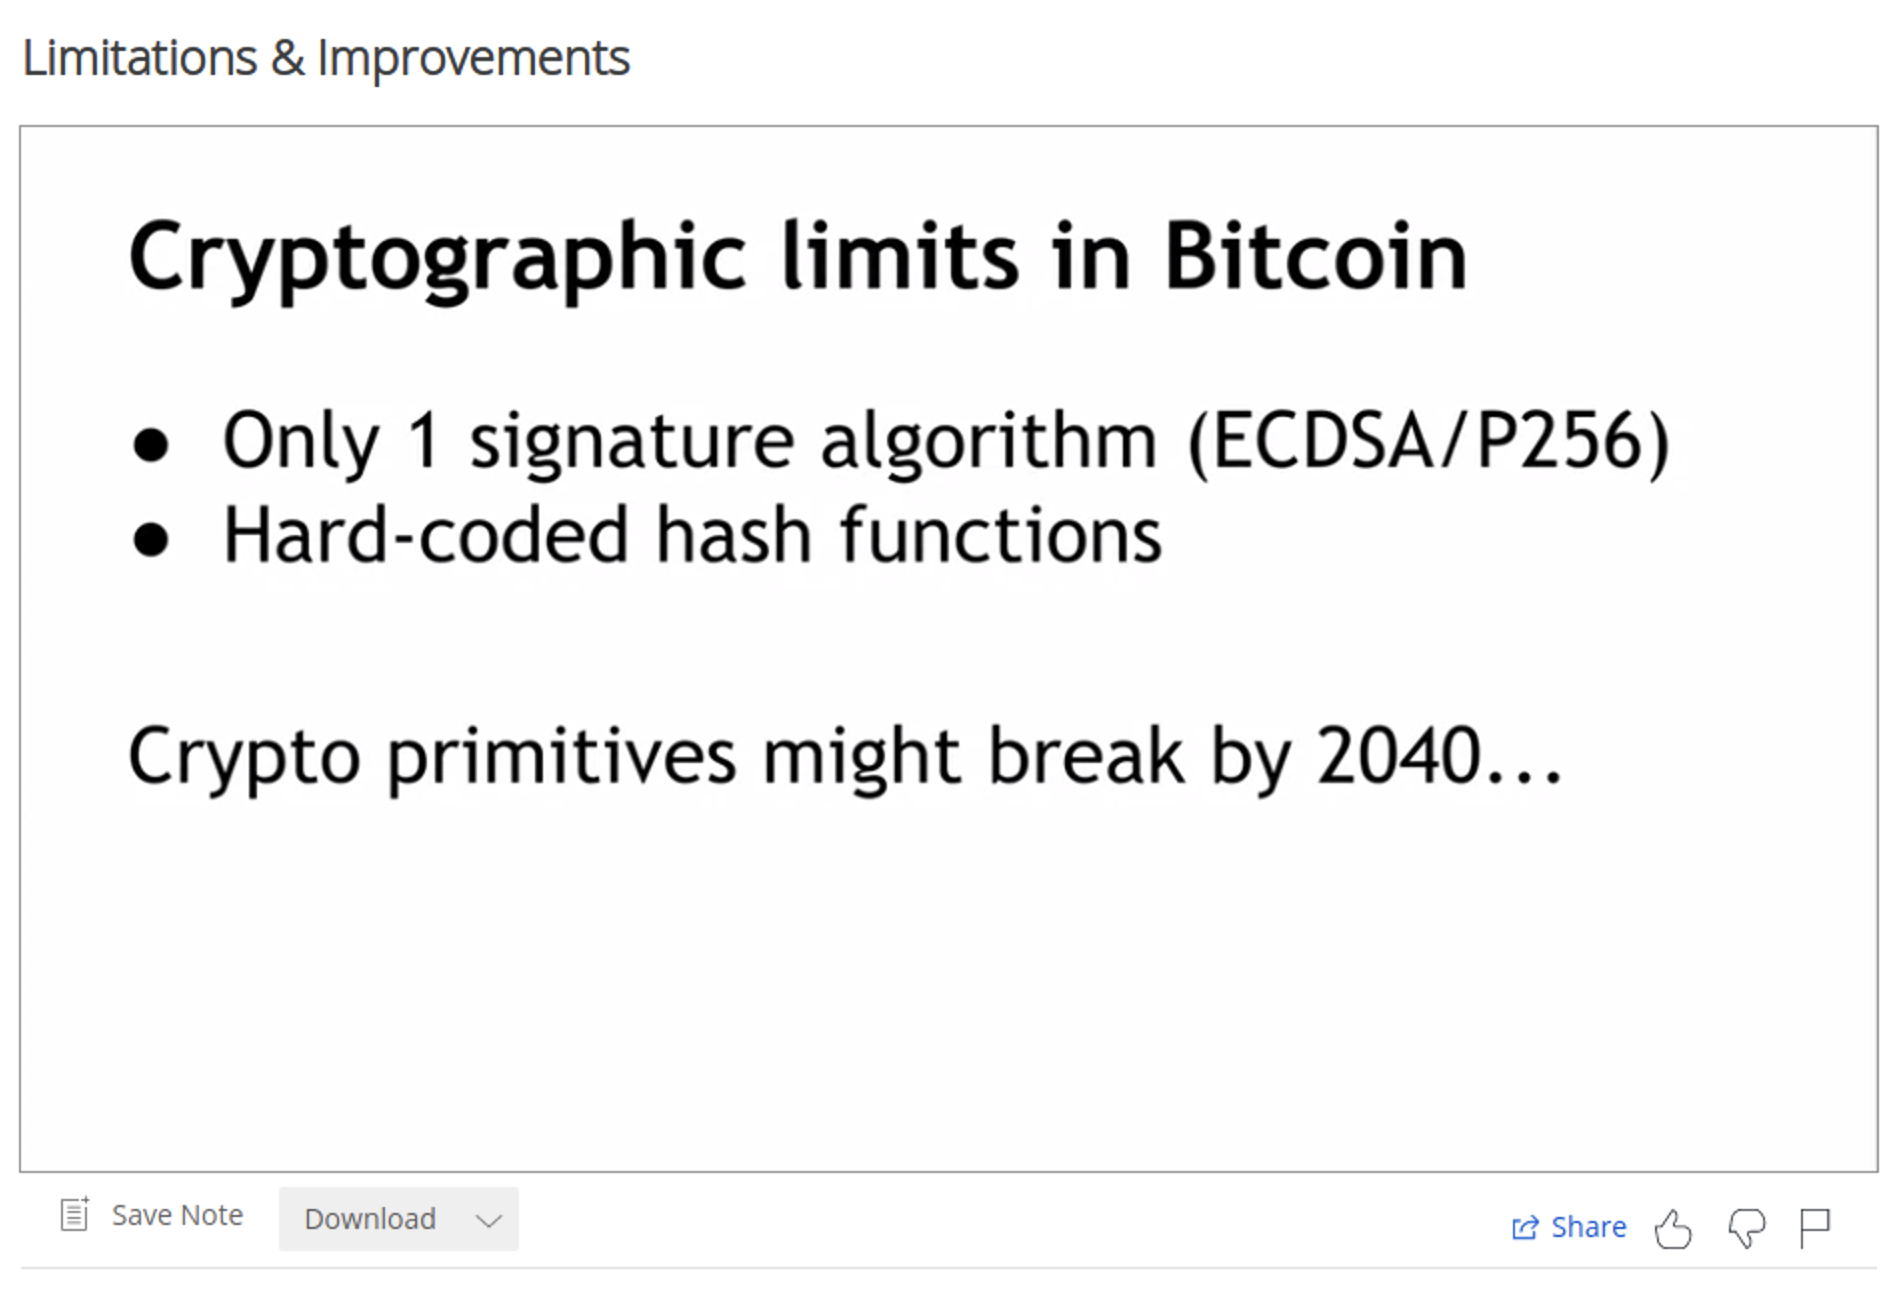 Limitations & Improvements
Cryptographic limits in Bitcoin
● Only 1 signature algorithm (ECDSA/P256)
● Hard-coded hash functions
Crypto primitives might break by 2040...
Save Note
Download
Share